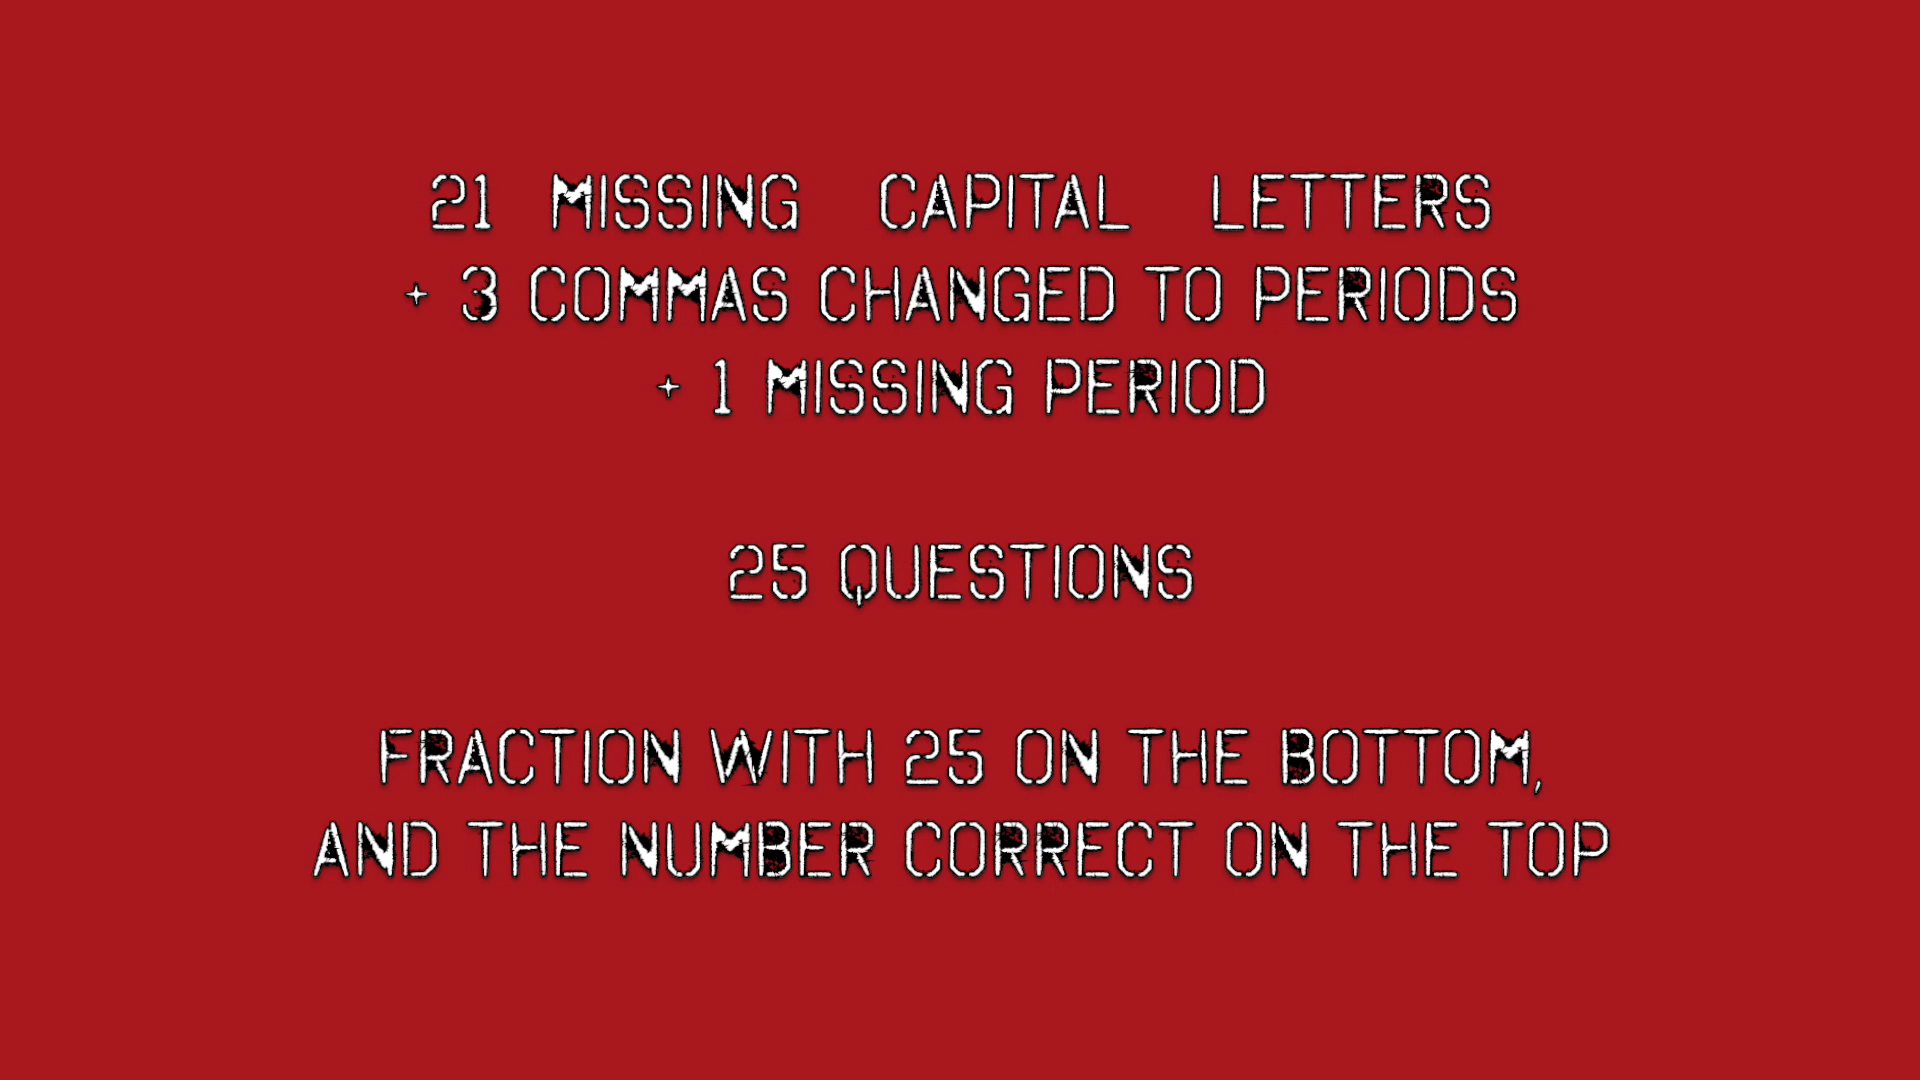 21 MISSING CAPITAL LETTERS
+ 3 COMMAS CHANGED TO PERIODS
+ 1 MISSING PERIOD
25 QUESTIONS
FRACTION WITH 25 ON THE BOTTOM,
AND THE NUMBER CORRECT ON THE TOP